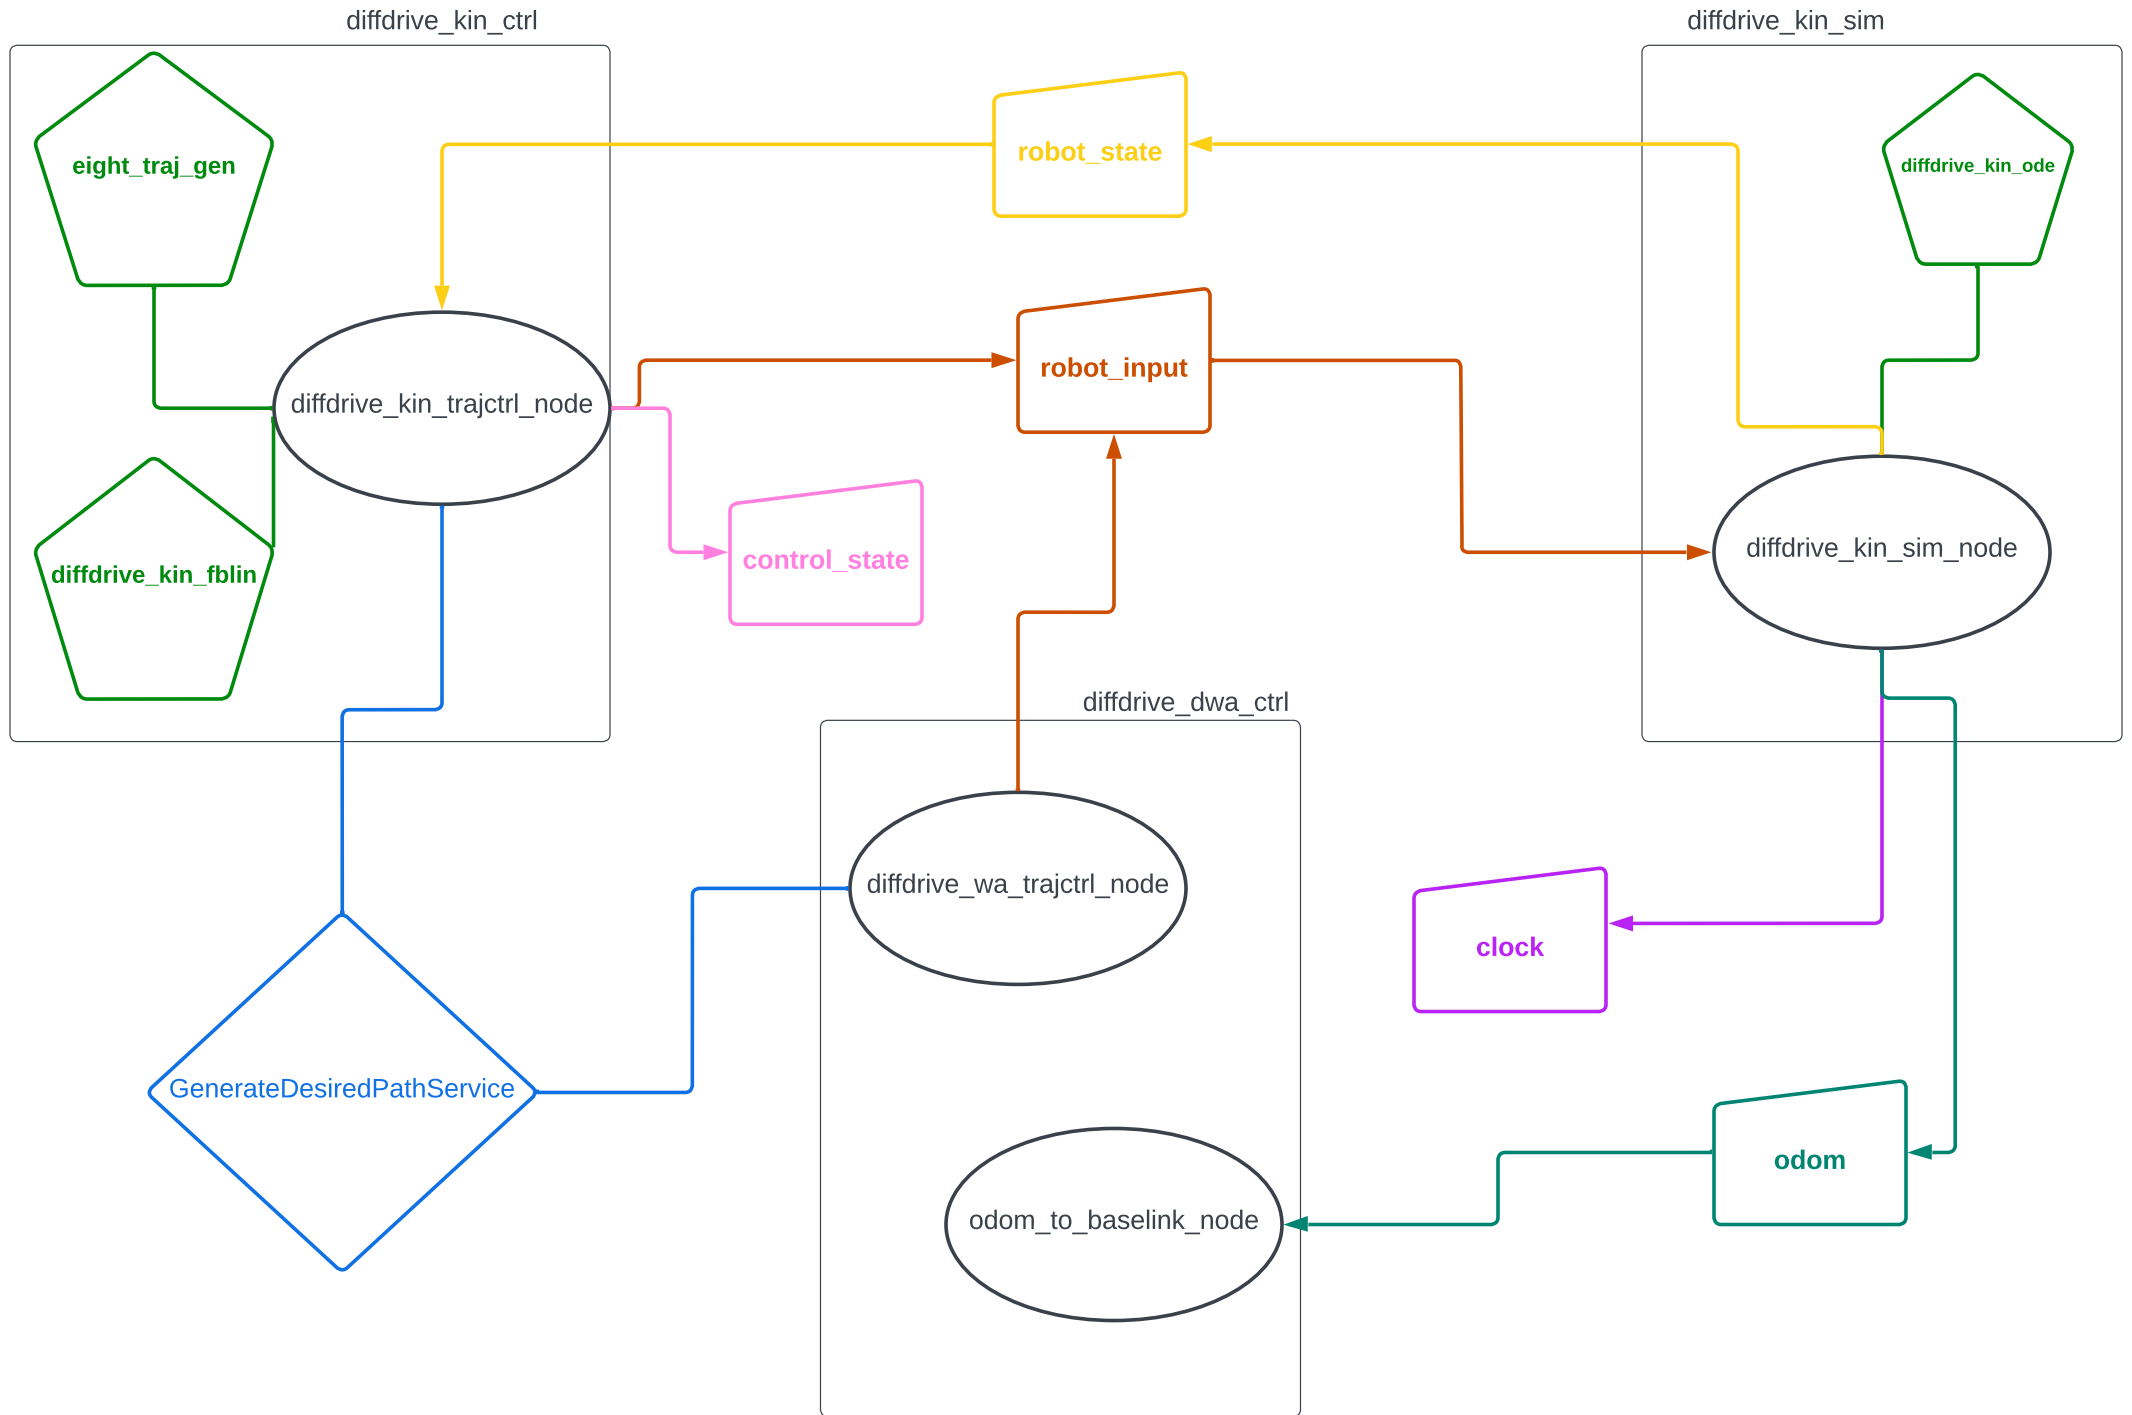 diffdrive_kin_ctrl
diffdrive_kin_sim
eight_traj_gen
robot_state
diffdrive_kin_ode
robot_input
diffdrive_kin_trajctrl_node
diffdrive_kin_sim_node
control_state
diffdrive_kin_fblin
diffdrive_dwa_ctrl
diffdrive_wa_trajctrl_node
clock
GenerateDesiredPathService
odom
odom_to_baselink_node